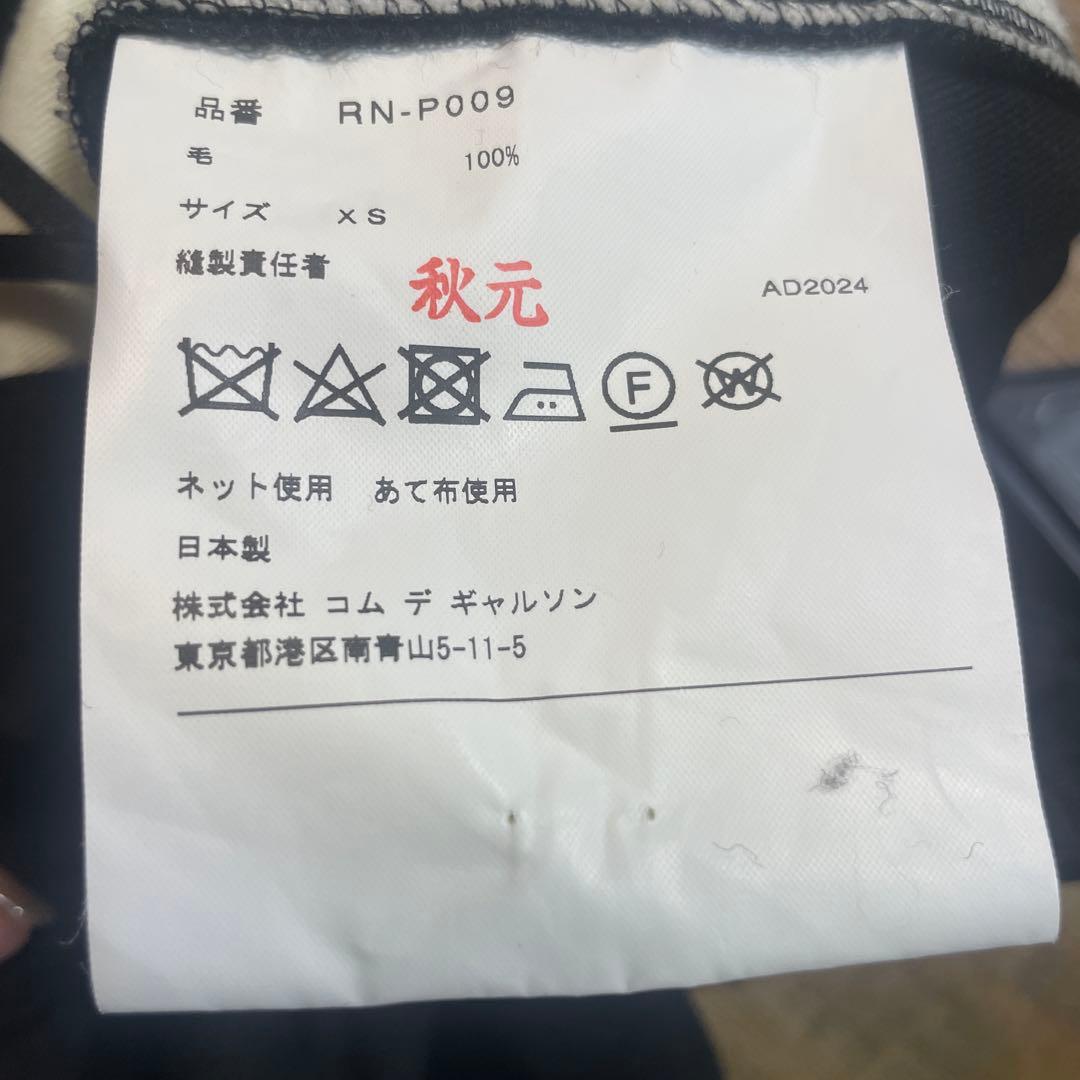 品番 RN-P009
毛 100%
サイズ XS
縫製責任者 秋元 AD2024
F W
ネット使用 あて布使用
日本製
株式会社 コム デ ギャルソン
東京都港区南青山5-11-5